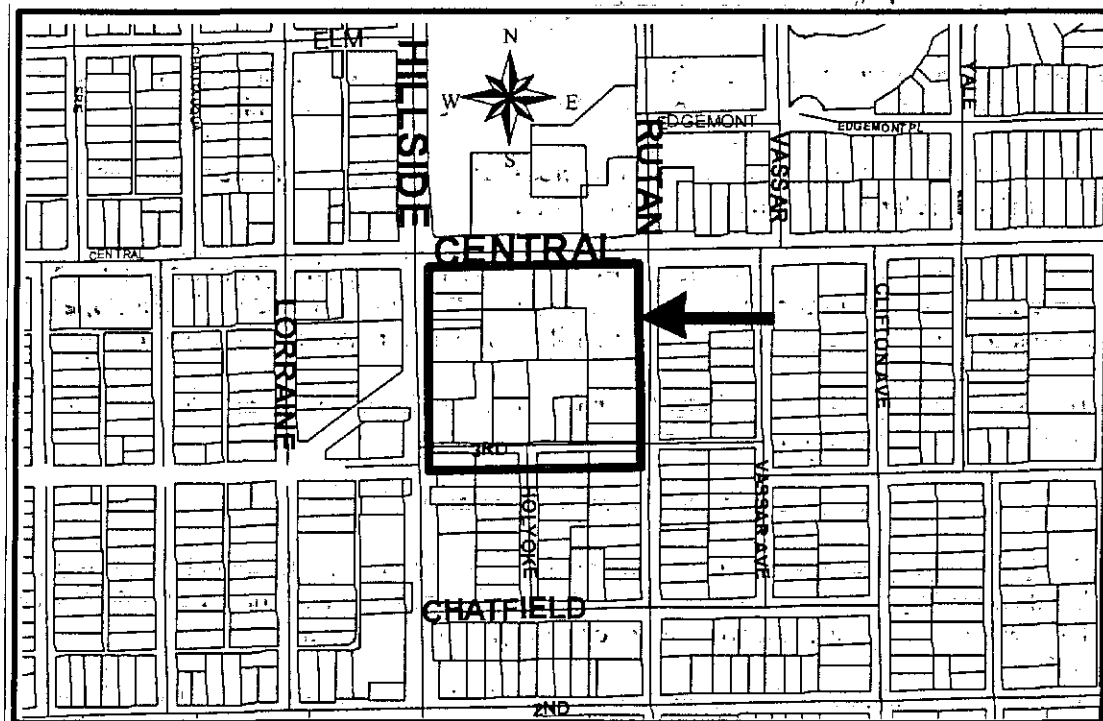 ELM
HILLSIDE
N
W
E
S
RUTAN
EDGEMONT
EDGEMONT PL
VASSAR
YALE
CENTRAL
CENTRAL
LORRAINE
CLIFTON AVE
3RD
HOLYOKE
VASSAR AVE
CHATFIELD
2ND